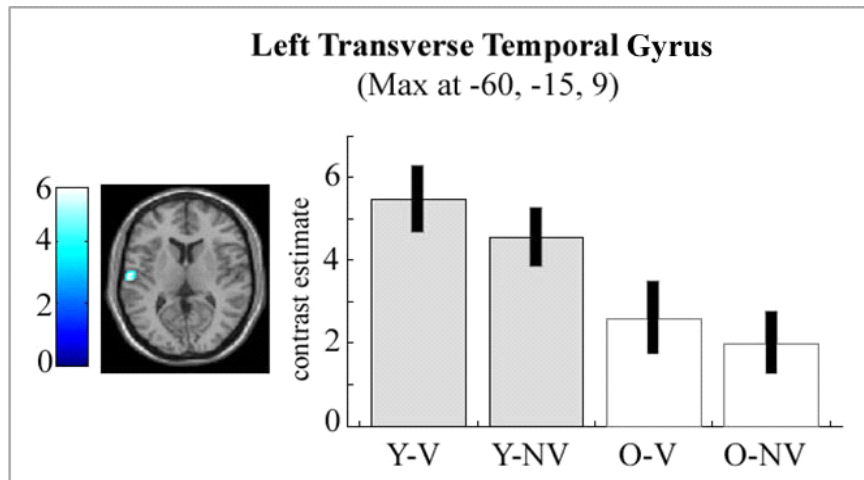 Left Transverse Temporal Gyrus
(Max at -60, -15, 9)
6
4
2
0
contrast estimate
6
4
2
0
Y-V Y-NV O-V O-NV